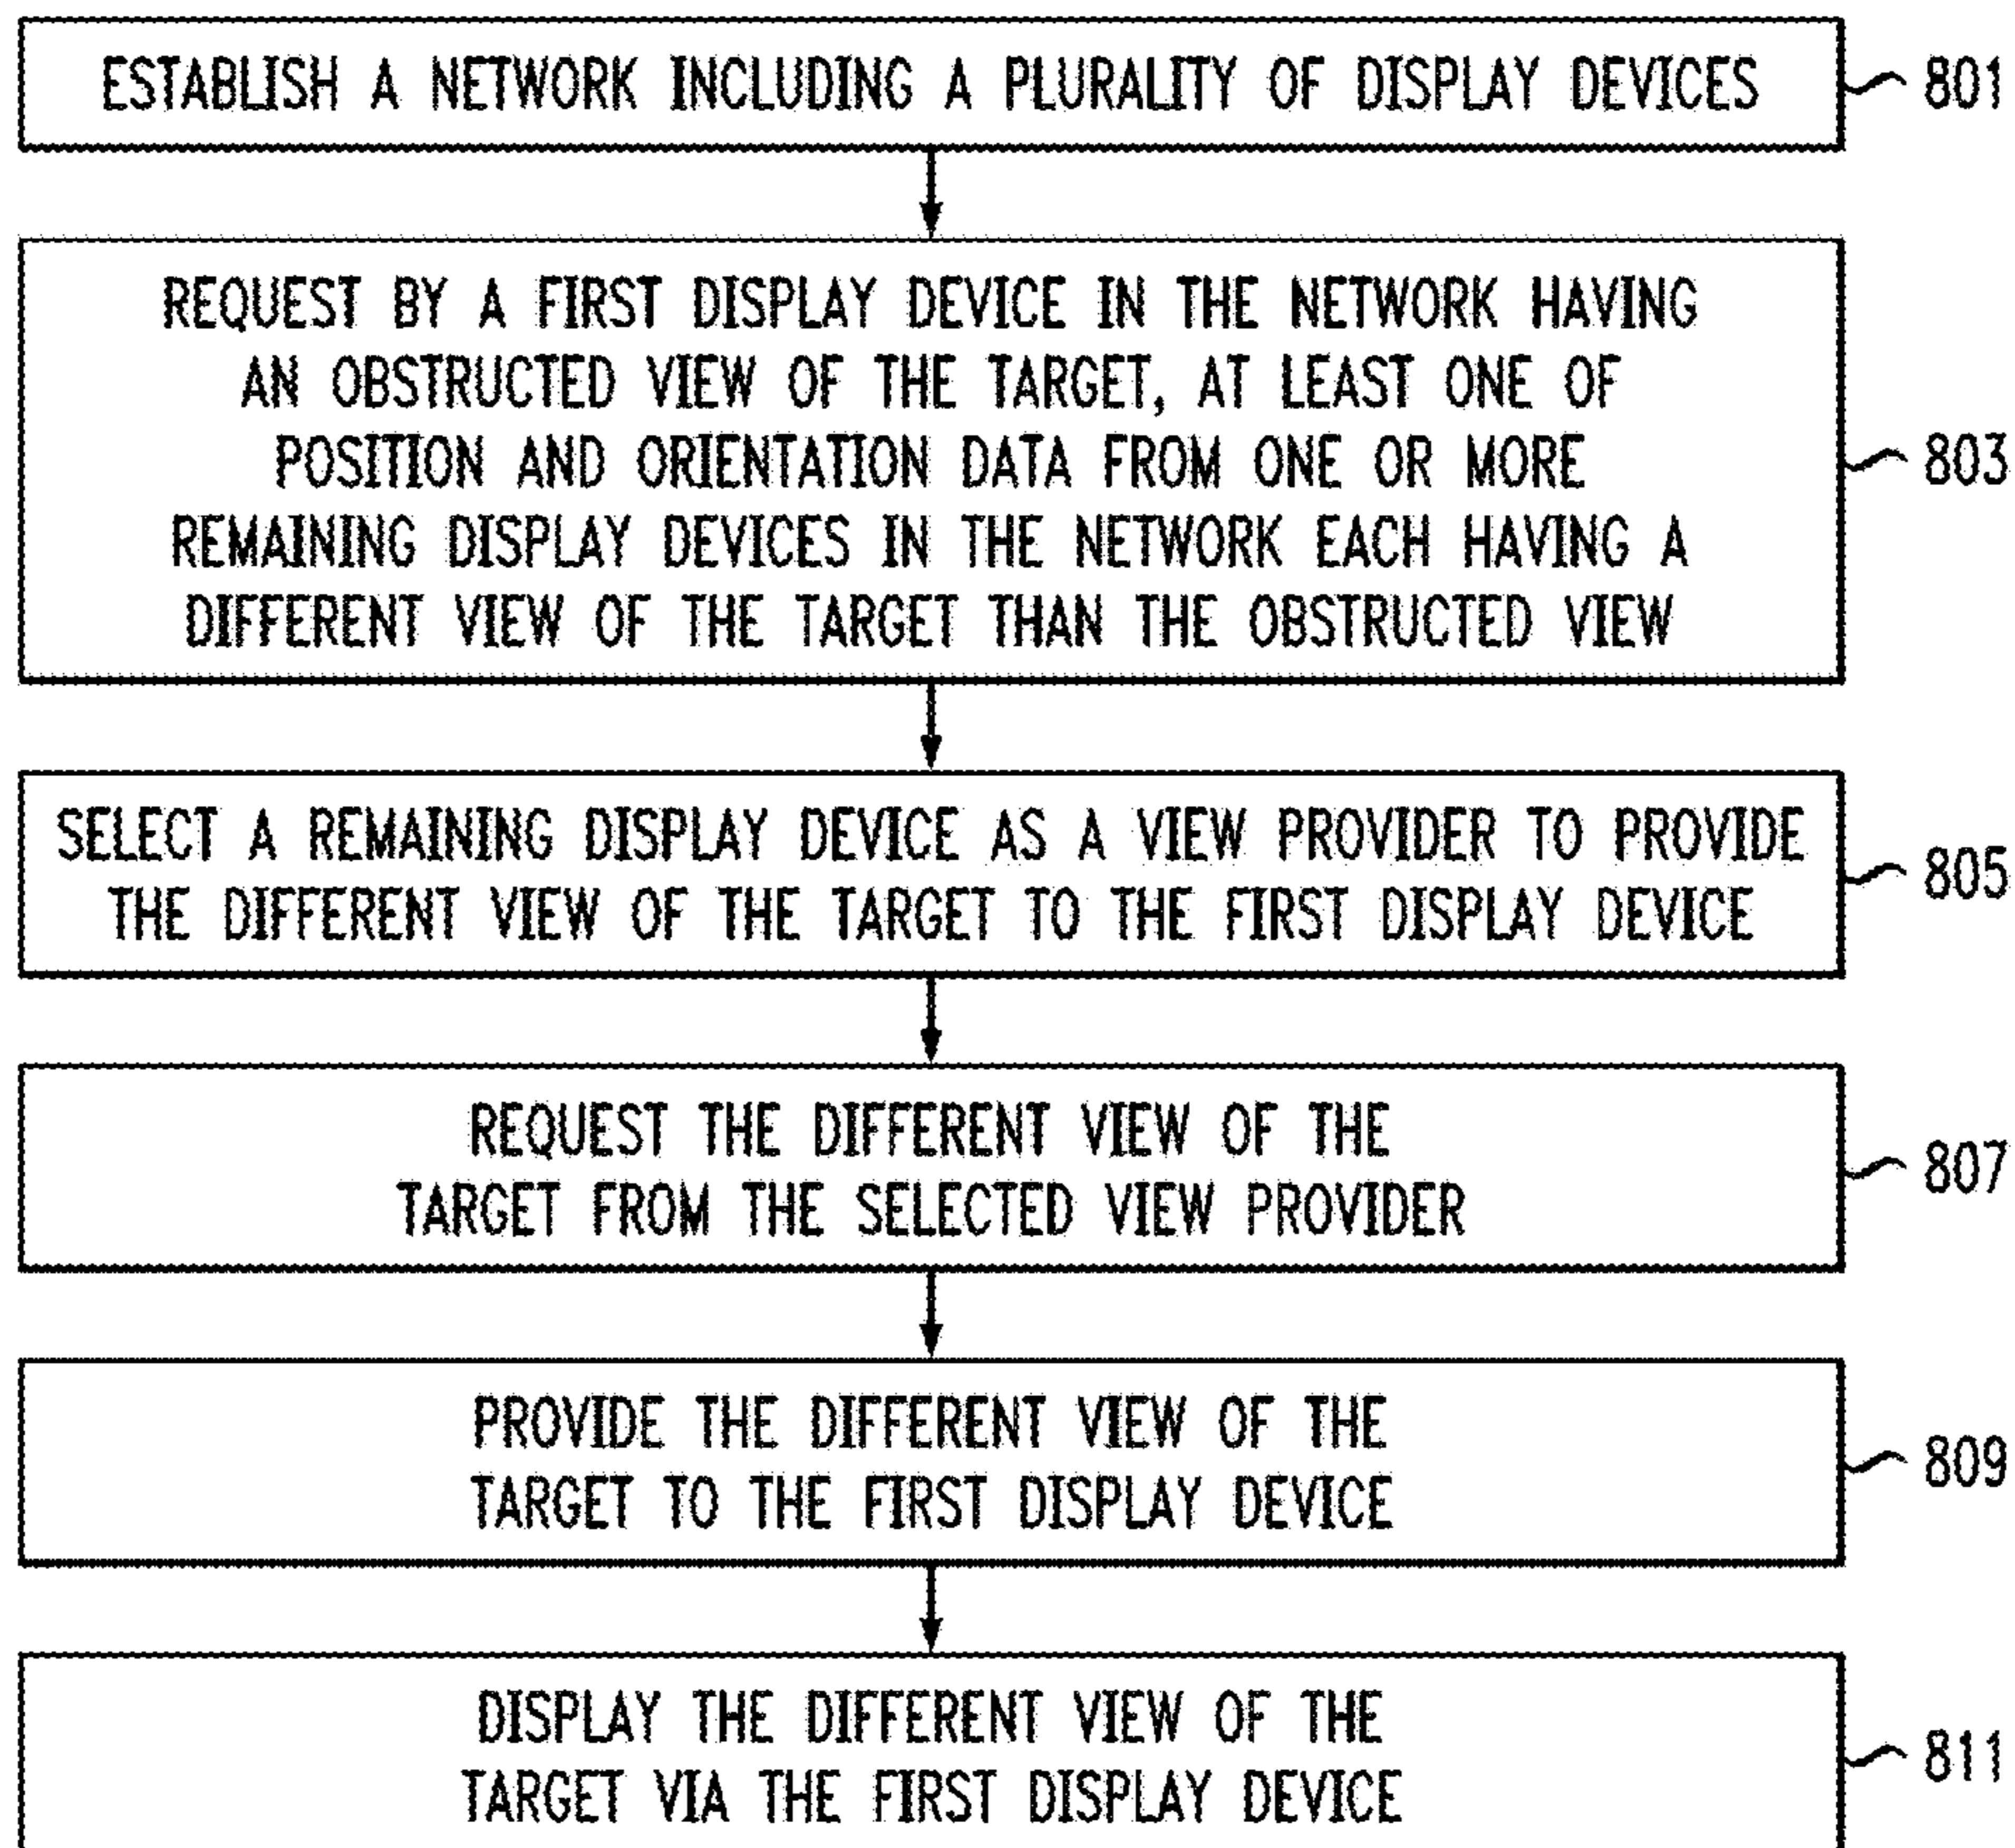 ESTABLISH A NETWORK INCLUDING A PLURALITY OF DISPLAY DEVICES
801
REQUEST BY A FIRST DISPLAY DEVICE IN THE NETWORK HAVING
AN OBSTRUCTED VIEW OF THE TARGET, AT LEAST ONE OF
POSITION AND ORIENTATION DATA FROM ONE OR MORE
REMAINING DISPLAY DEVICES IN THE NETWORK EACH HAVING A
DIFFERENT VIEW OF THE TARGET THAN THE OBSTRUCTED VIEW
803
SELECT A REMAINING DISPLAY DEVICE AS A VIEW PROVIDER TO PROVIDE
THE DIFFERENT VIEW OF THE TARGET TO THE FIRST DISPLAY DEVICE
805
REQUEST THE DIFFERENT VIEW OF THE
TARGET FROM THE SELECTED VIEW PROVIDER
807
PROVIDE THE DIFFERENT VIEW OF THE
TARGET TO THE FIRST DISPLAY DEVICE
809
DISPLAY THE DIFFERENT VIEW OF THE
TARGET VIA THE FIRST DISPLAY DEVICE
811